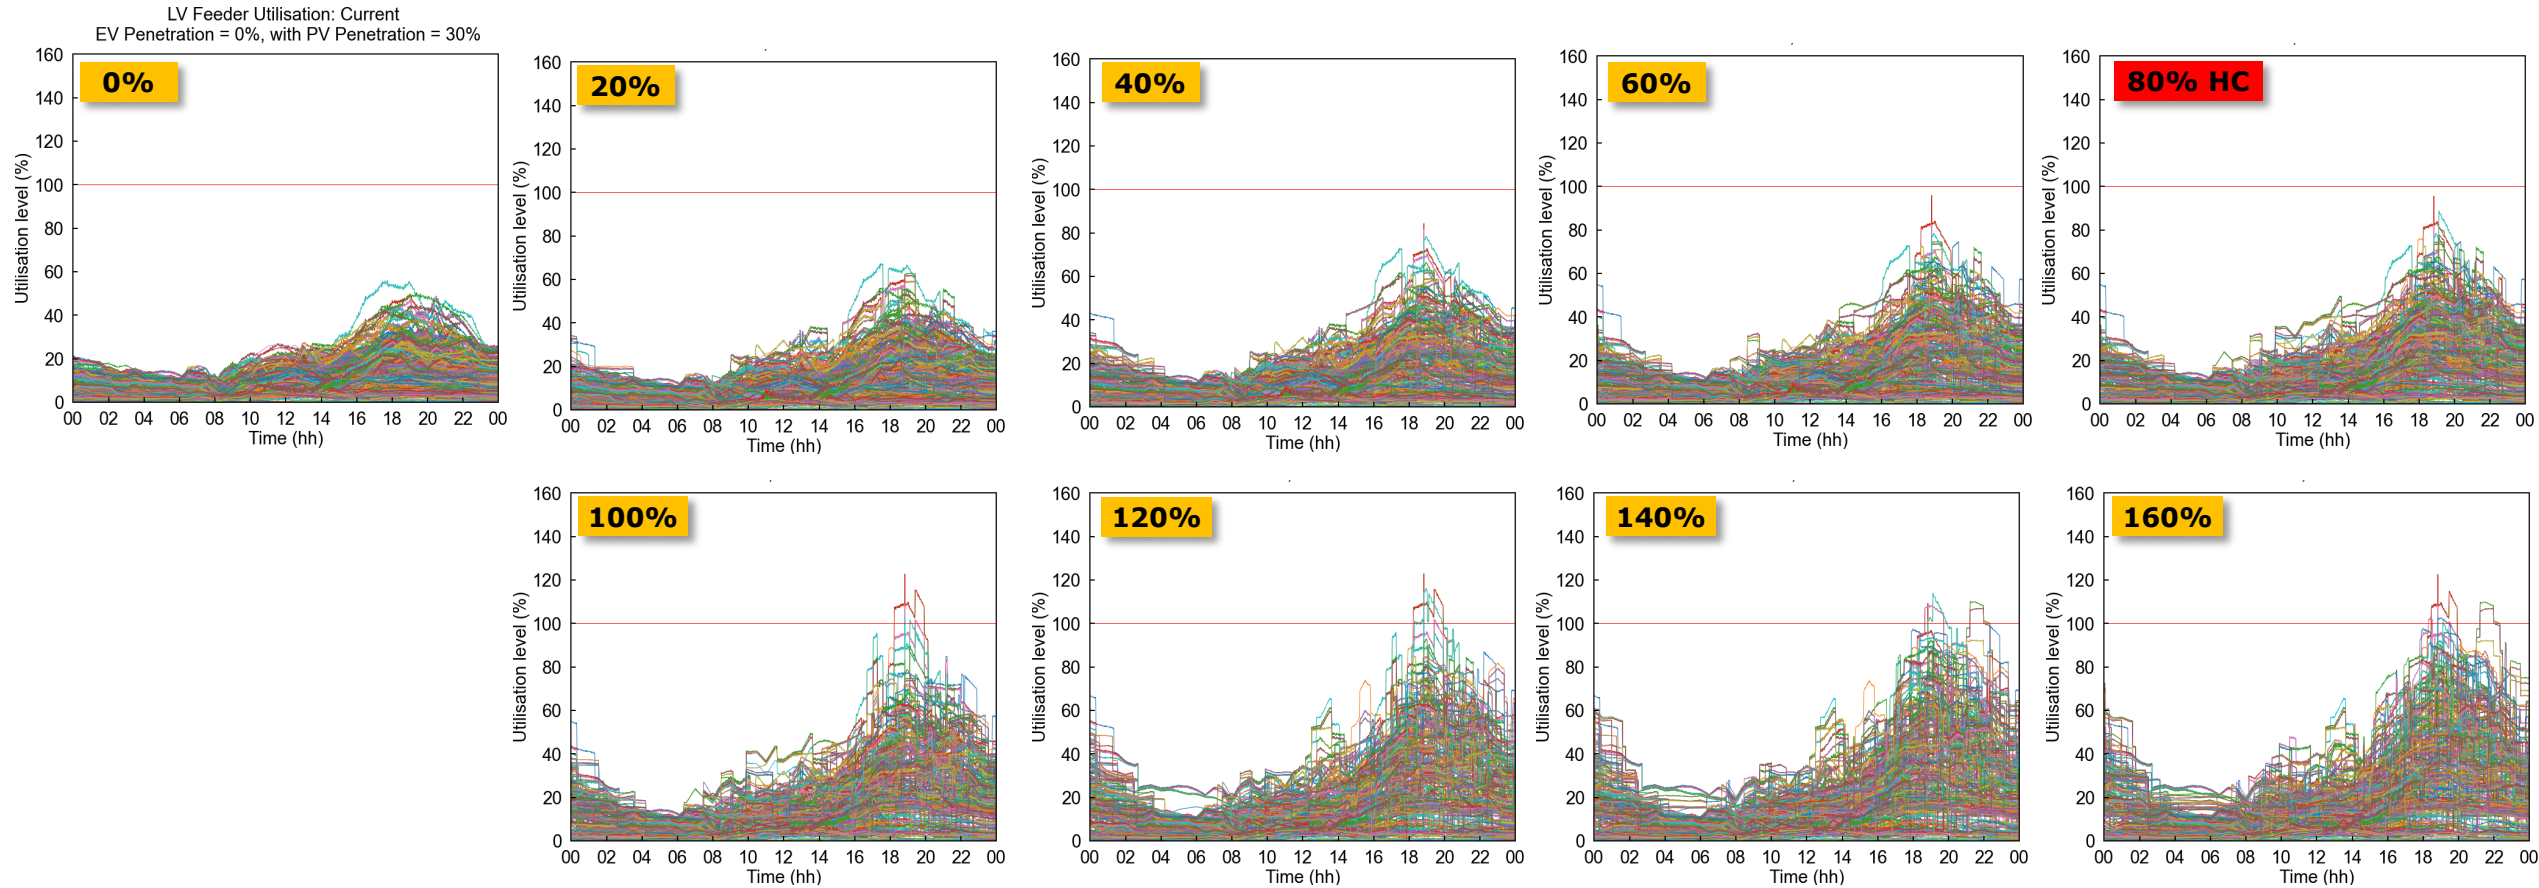 LV Feeder Utilisation: Current
EV Penetration = 0%, with PV Penetration = 30%
0%
160
140
120
100
80
60
40
20
0
Utilisation level (%)
00 02 04 06 08 10 12 14 16 18 20 22 00
Time (hh)
20%
160
140
120
100
80
60
40
20
0
Utilisation level (%)
00 02 04 06 08 10 12 14 16 18 20 22 00
Time (hh)
40%
160
140
120
100
80
60
40
20
0
Utilisation level (%)
00 02 04 06 08 10 12 14 16 18 20 22 00
Time (hh)
60%
160
140
120
100
80
60
40
20
0
Utilisation level (%)
00 02 04 06 08 10 12 14 16 18 20 22 00
Time (hh)
80% HC
160
140
120
100
80
60
40
20
0
Utilisation level (%)
00 02 04 06 08 10 12 14 16 18 20 22 00
Time (hh)
100%
160
140
120
100
80
60
40
20
0
Utilisation level (%)
00 02 04 06 08 10 12 14 16 18 20 22 00
Time (hh)
120%
160
140
120
100
80
60
40
20
0
Utilisation level (%)
00 02 04 06 08 10 12 14 16 18 20 22 00
Time (hh)
140%
160
140
120
100
80
60
40
20
0
Utilisation level (%)
00 02 04 06 08 10 12 14 16 18 20 22 00
Time (hh)
160%
160
140
120
100
80
60
40
20
0
Utilisation level (%)
00 02 04 06 08 10 12 14 16 18 20 22 00
Time (hh)